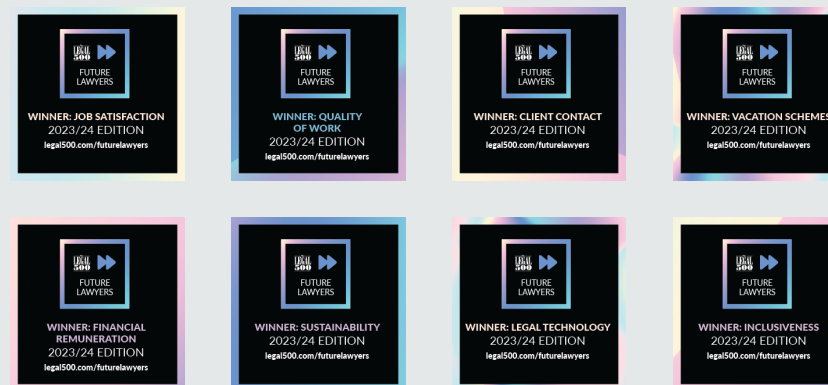 THE LEGAL 500
FUTURE
LAWYERS
WINNER: JOB SATISFACTION
2023/24 EDITION
legal500.com/futurelawyers
THE LEGAL 500
FUTURE
LAWYERS
WINNER: QUALITY
OF WORK
2023/24 EDITION
legal500.com/futurelawyers
THE LEGAL 500
FUTURE
LAWYERS
WINNER: CLIENT CONTACT
2023/24 EDITION
legal500.com/futurelawyers
THE LEGAL 500
FUTURE
LAWYERS
WINNER: VACATION SCHEMES
2023/24 EDITION
legal500.com/futurelawyers
THE LEGAL 500
FUTURE
LAWYERS
WINNER: FINANCIAL
REMUNERATION
2023/24 EDITION
legal500.com/futurelawyers
THE LEGAL 500
FUTURE
LAWYERS
WINNER: SUSTAINABILITY
2023/24 EDITION
legal500.com/futurelawyers
THE LEGAL 500
FUTURE
LAWYERS
WINNER: LEGAL TECHNOLOGY
2023/24 EDITION
legal500.com/futurelawyers
THE LEGAL 500
FUTURE
LAWYERS
WINNER: INCLUSIVENESS
2023/24 EDITION
legal500.com/futurelawyers